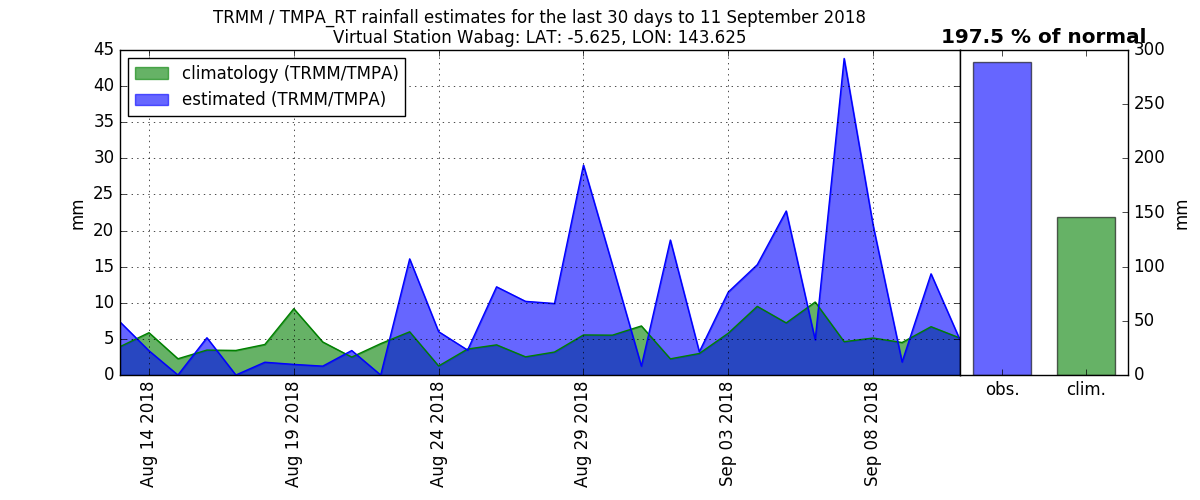 TRMM / TMPA_RT rainfall estimates for the last 30 days to 11 September 2018
Virtual Station Wabag: LAT: -5.625, LON: 143.625
197.5 % of normal
climatology (TRMM/TMPA)
estimated (TRMM/TMPA)
mm
45
40
35
30
25
20
15
10
5
0
Aug 14 2018
Aug 19 2018
Aug 24 2018
Aug 29 2018
Sep 03 2018
Sep 08 2018
300
250
200
150
100
50
0
mm
obs.
clim.